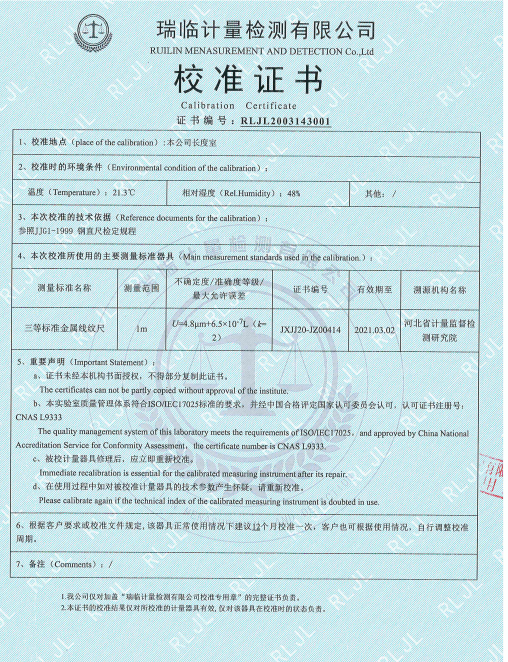 瑞临计量检测有限公司
RUILIN MENASUREMENT AND DETECTION Co.,Ltd
校准证书
Calibration Certificate
证书编号：RLJL2003143001
1、校准地点（place of the calibration）:本公司长度室
2、校准时的环境条件（Environmental condition of the calibration）：
温度（Temperature）：21.3℃ 相对湿度（Rel.Humidity）：48% 其他：/
3、本次校准的技术依据（Reference documents for the calibration）：
参照JJG1-1999 钢直尺检定规程
4、本次校准所使用的主要测量标准器具（Main measurement standards used in the calibration.）：
测量标准名称 测量范围 不确定度/准确度等级/最大允许误差 证书编号 有效期至 溯源机构名称
三等标准金属线纹尺 1m U=4.8μm+6.5×10⁻⁷L（k=2） JXJJ20-JZ00414 2021.03.02 河北省计量监督检测研究院
5、重要声明（Important Statement）：
a、证书未经本机构书面授权，不得部分复制此证书。
The certificates can not be partly copied without approval of the institute.
b、本实验室质量管理体系符合ISO/IEC17025标准的要求，并经中国合格评定国家认可委员会认可，认可证书注册号：
CNAS L9333
The quality management system of this laboratory meets the requirements of ISO/IEC17025，and approved by China National
Accreditation Service for Conformity Assessment，the certificate number is CNAS L9333.
c、被校计量器具修理后，应立即重新校准。
Immediate recalibration is essential for the calibrated measuring instrument after its repair.
d、在使用过程中如对被校准计量器具的技术参数产生怀疑，请重新校准。
Please calibrate again if the technical index of the calibrated measuring instrument is doubted in use.
6、根据客户要求或校准文件规定,该器具正常使用情况下建议12个月校准一次，客户也可根据使用情况，自行调整校准
周期。
7、备注（Comments）：/
1.我公司仅对加盖“瑞临计量检测有限公司校准专用章”的完整证书负责。
2.本证书的校准结果仅对所校准的计量器具有效,仅对该器具在校准时的状态负责。